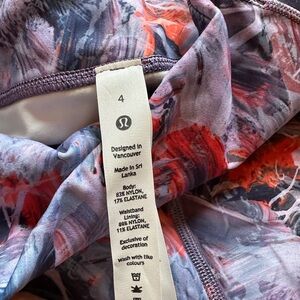 4
Designed in
Vancouver
Made in Sri
Lanka
Body:
83% NYLON,
17% ELASTANE
Waistband
Lining:
89% NYLON,
11% ELASTANE
Exclusive of
decoration
Wash with like
colours